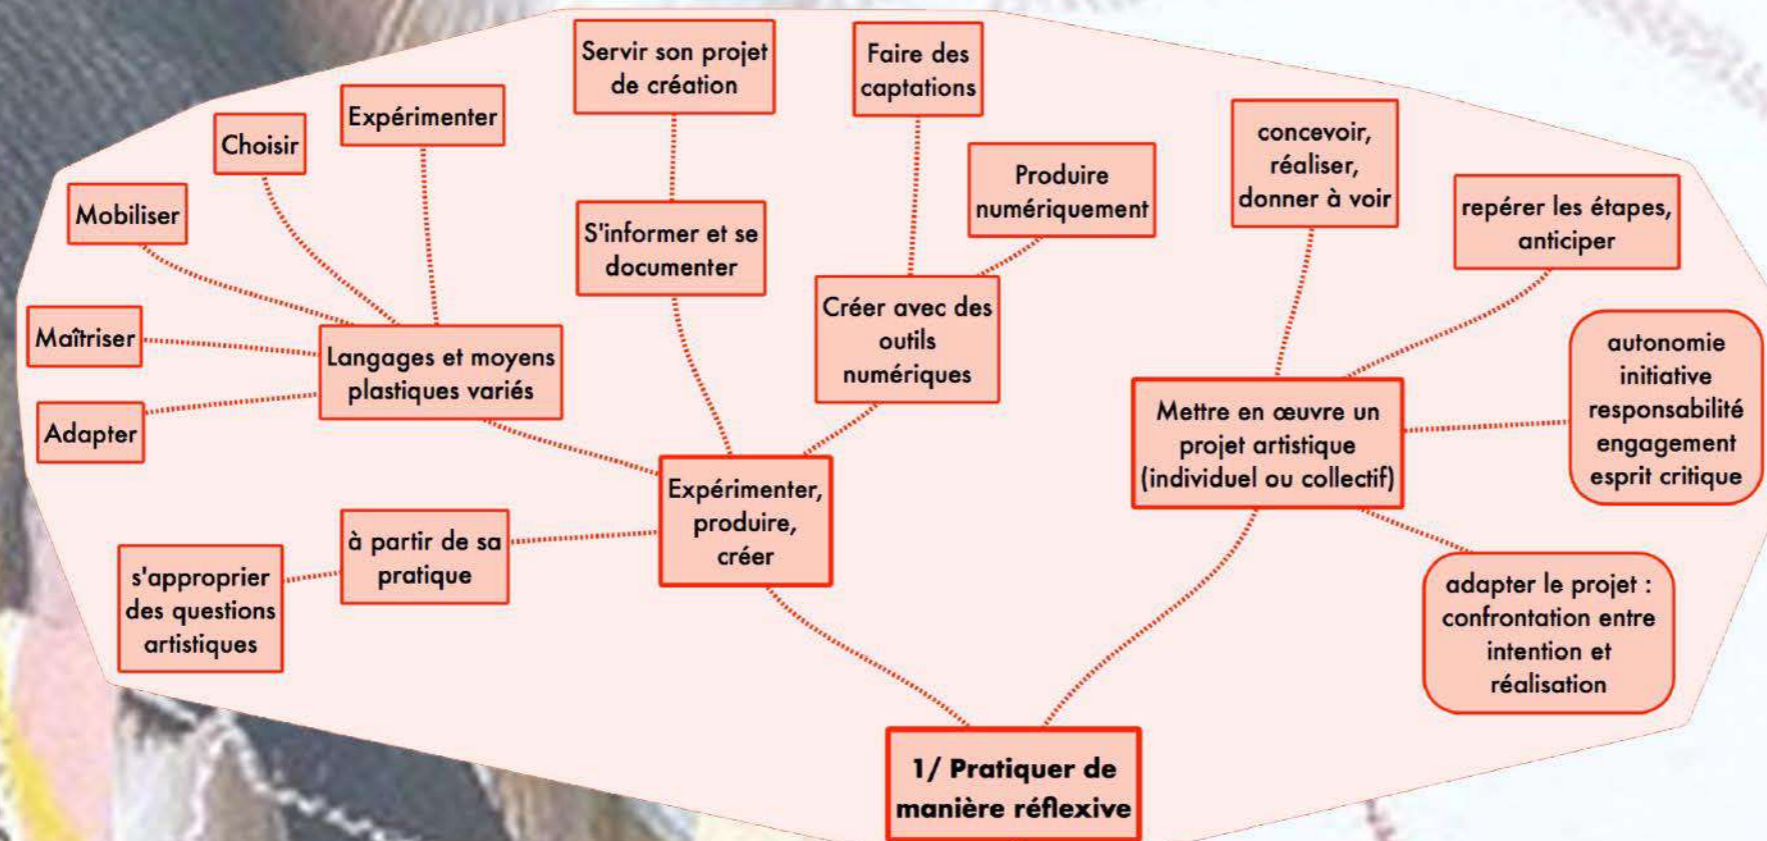 Servir son projet
de création
Faire des
captations
Expérimenter
Choisir
concevoir,
réaliser,
donner à voir
Produire
numériquement
Mobiliser
repérer les étapes,
anticiper
S'informer et se
documenter
Créer avec des
outils
numériques
Maîtriser
Langages et moyens
plastiques variés
autonomie
initiative
responsabilité
engagement
esprit critique
Adapter
Mettre en œuvre un
projet artistique
(individuel ou collectif)
Expérimenter,
produire,
créer
à partir de sa
pratique
s'approprier
des questions
artistiques
adapter le projet :
confrontation entre
intention et
réalisation
1/ Pratiquer de
manière réflexive